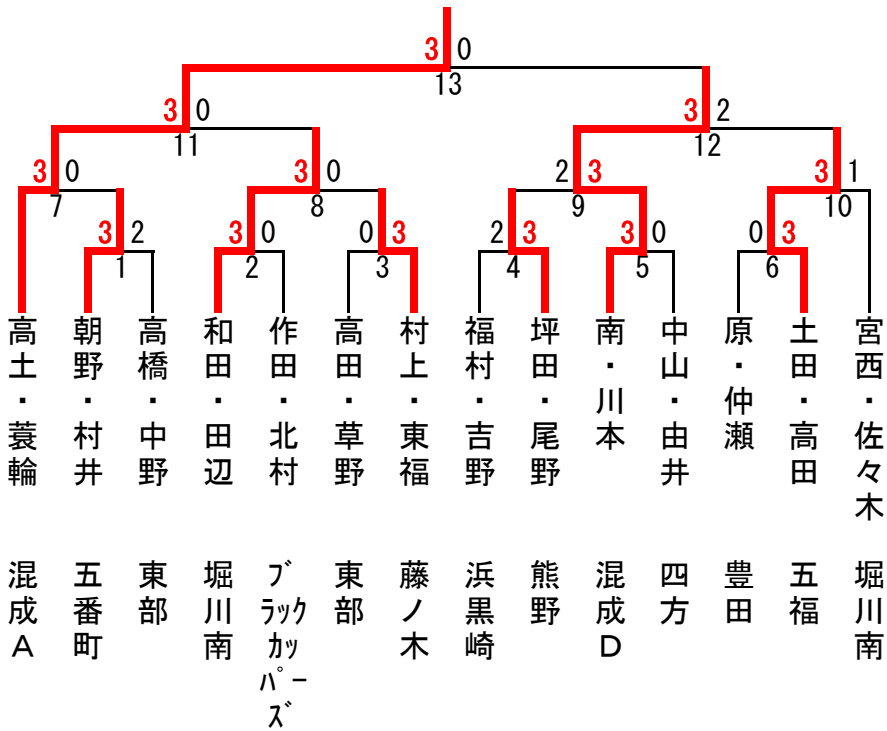 3 0
13
3 0
11
3 2
12
3 0
7
3 0
8
2 3
9
3 1
10
3 2
1
3 0
2
0 3
3
2 3
4
3 0
5
0 3
6
高土・蓑輪
朝野・村井
高橋・中野
和田・田辺
作田・北村
高田・草野
村上・東福
福村・吉野
坪田・尾野
南・川本
中山・由井
原・仲瀬
土田・高田
宮西・佐々木
混成A
五番町
東部
堀川南
ﾌﾞﾗｯｸｶｯﾊﾟｰｽﾞ
東部
藤ノ木
浜黒崎
熊野
混成D
四方
豊田
五福
堀川南